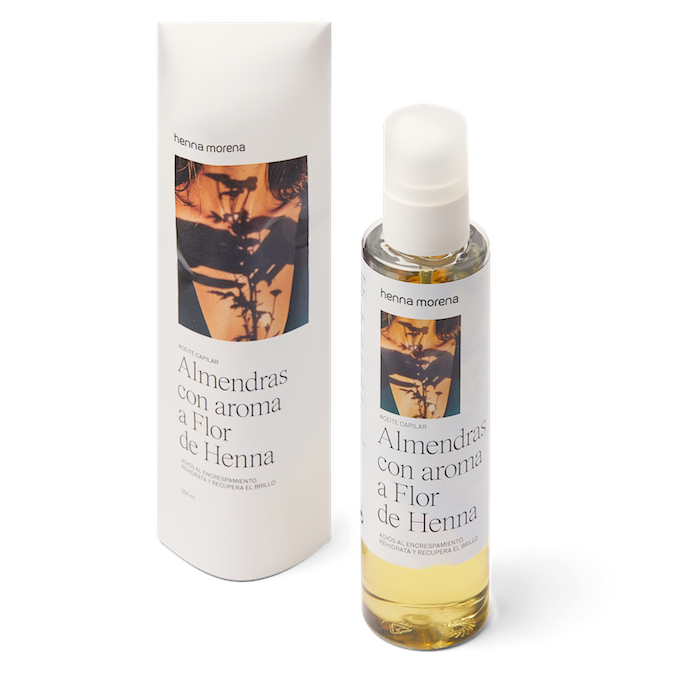 henna morena
ACEITE CAPILAR
Almendras
con aroma
a Flor
de Henna
ADIÓS AL ENCRESPAMIENTO,
REHIDRATA Y RECUPERA EL BRILLO
henna morena
ACEITE CAPILAR
Almendras
con aroma
a Flor
de Henna
ADIÓS AL ENCRESPAMIENTO,
REHIDRATA Y RECUPERA EL BRILLO